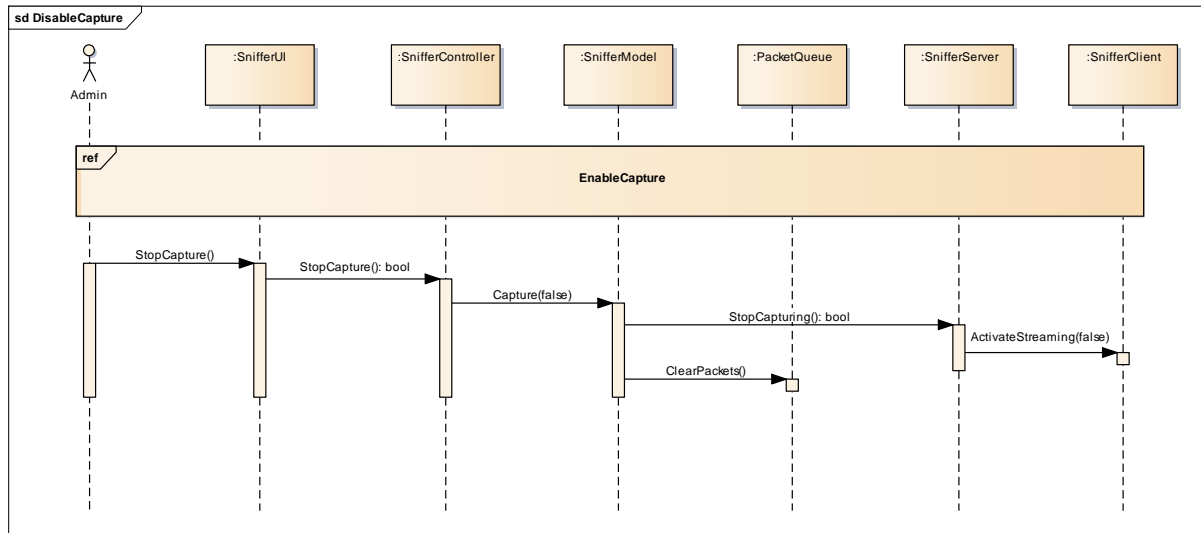 sd DisableCapture
Admin
:SnifferUI
:SnifferController
:SnifferModel
:PacketQueue
:SnifferServer
:SnifferClient
ref
EnableCapture
StopCapture()
StopCapture(): bool
Capture(false)
StopCapturing(): bool
ActivateStreaming(false)
ClearPackets()